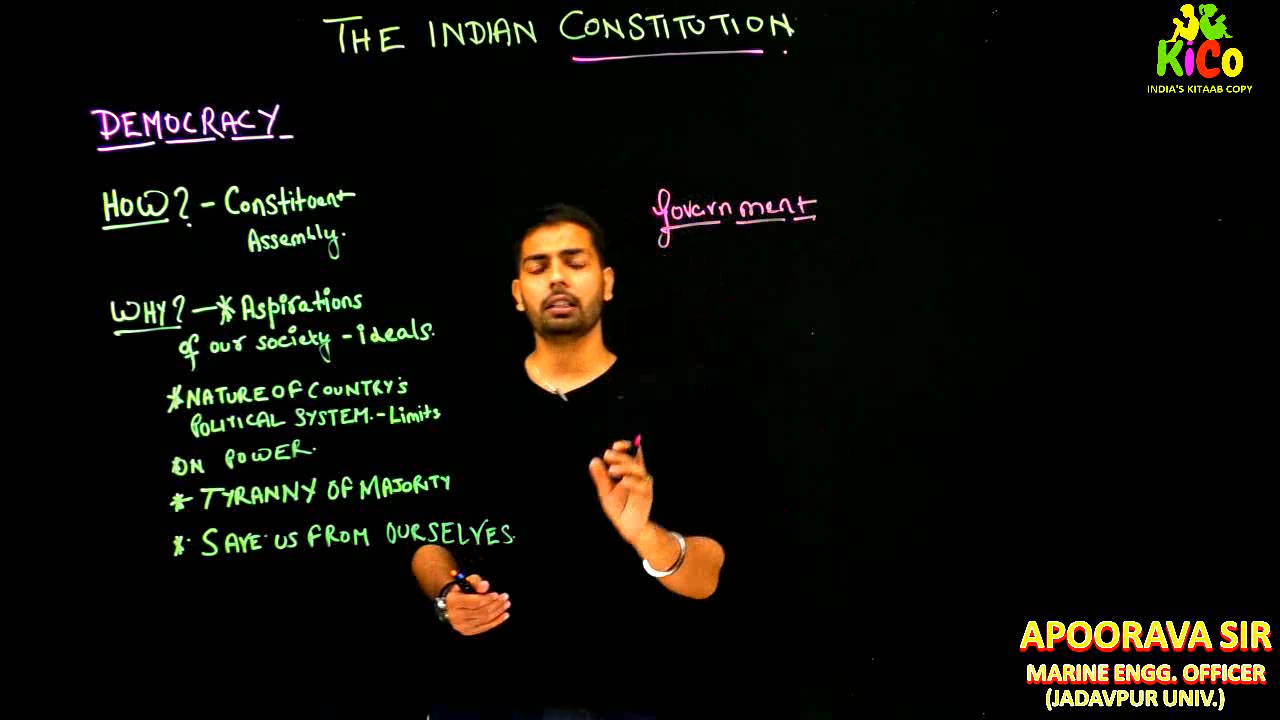 THE INDIAN CONSTITUTION.
KiCo
INDIA'S KITAAB COPY
DEMOCRACY
HOW? - Constituent
Assembly.
Government
WHY? - * Aspirations
of our society - ideals.
* NATURE OF COUNTRY'S
POLITICAL SYSTEM. - Limits
ON POWER.
* TYRANNY OF MAJORITY
* SAVE US FROM OURSELVES.
APOORAVA SIR
MARINE ENGG. OFFICER
(JADAVPUR UNIV.)